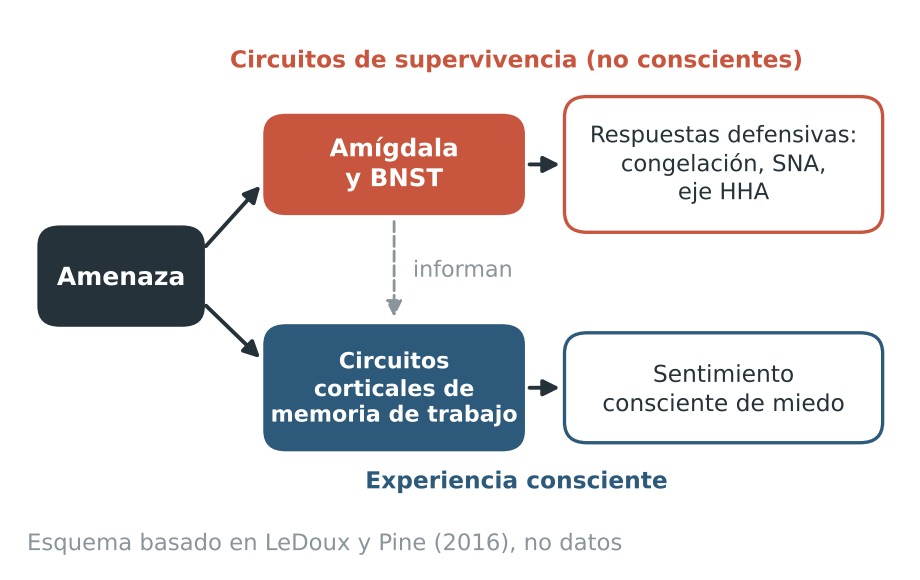 Circuitos de supervivencia (no conscientes)
Amígdala
y BNST
Respuestas defensivas:
congelación, SNA,
eje HHA
Amenaza
informan
Circuitos
corticales de
memoria de trabajo
Sentimiento
consciente de miedo
Experiencia consciente
Esquema basado en LeDoux y Pine (2016), no datos